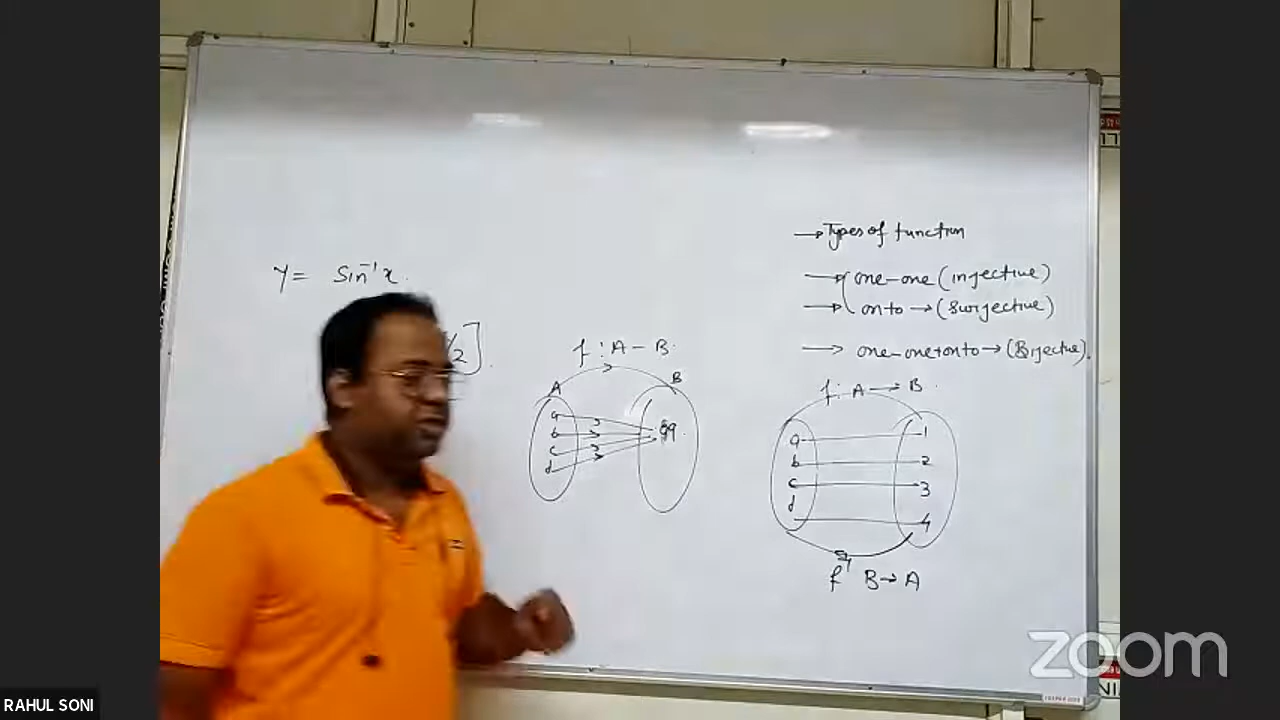 → Types of function
y = Sin⁻¹x.
→ one-one (injective)
→ onto → (Surjective)
/2].
f : A - B.
→ one-one+onto → (Bijective).
A B
f: A → B.
a
b
c
d
q.
a 1
b 2
c 3
d 4
f⁻¹ B → A
zoom
RAHUL SONI